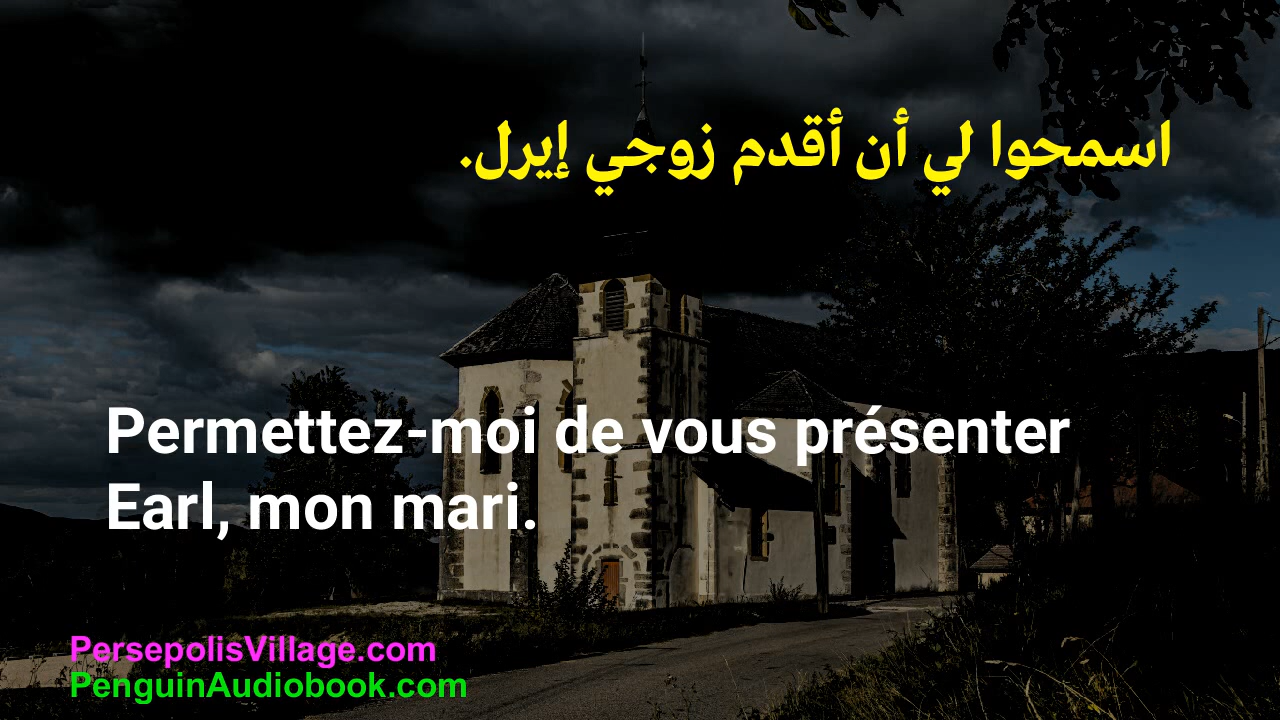 اسمحوا لي أن أقدم زوجي إيرل.
Permettez-moi de vous présenter
Earl, mon mari.
PersepolisVillage.com
PenguinAudiobook.com